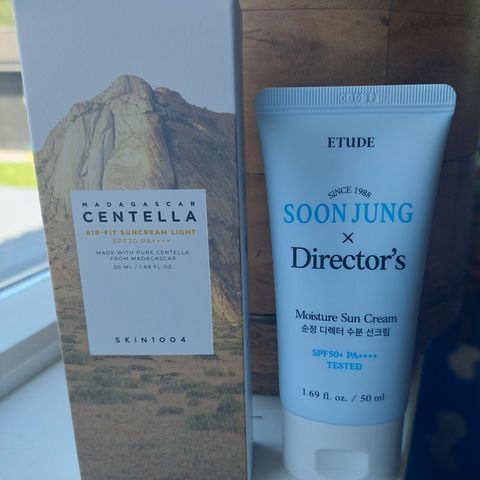 MADAGASCAR
CENTELLA
AIR-FIT SUNCREAM LIGHT
SPF30 PA++++
MADE WITH PURE CENTELLA
FROM MADAGASCAR
50 ML / 1.69 FL.OZ.
SKIN1004
ETUDE
SINCE 1988
SOON JUNG
×
Director's
Moisture Sun Cream
순정 디렉터 수분 선크림
SPF50+ PA++++
TESTED
1.69 fl. oz. / 50 ml